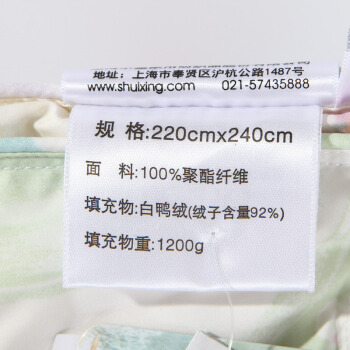 地址：上海市奉贤区沪杭公路1487号
www.shuixing.com 021-57435888
规 格:220cmx240cm
面 料:100%聚酯纤维
填充物:白鸭绒(绒子含量92%)
填充物重:1200g